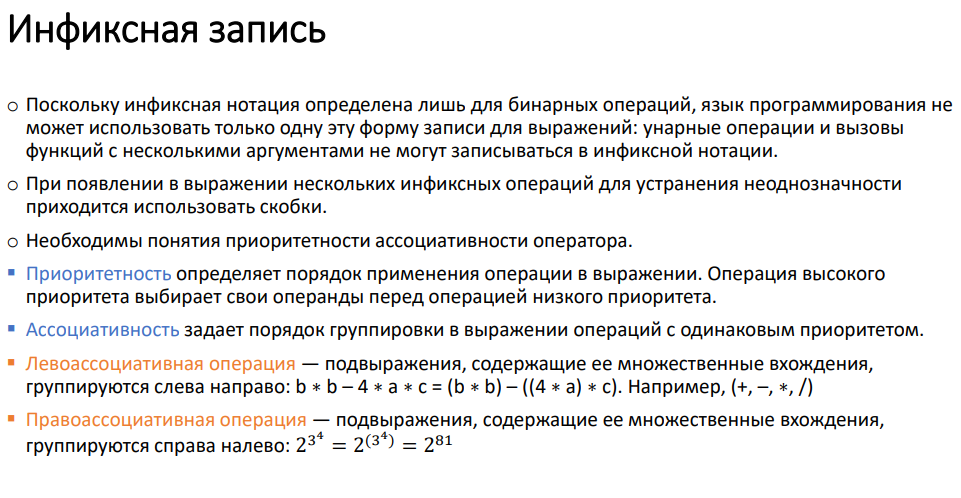 Инфиксная запись
o Поскольку инфиксная нотация определена лишь для бинарных операций, язык программирования не
может использовать только одну эту форму записи для выражений: унарные операции и вызовы
функций с несколькими аргументами не могут записываться в инфиксной нотации.
o При появлении в выражении нескольких инфиксных операций для устранения неоднозначности
приходится использовать скобки.
o Необходимы понятия приоритетности ассоциативности оператора.
▪ Приоритетность определяет порядок применения операции в выражении. Операция высокого
приоритета выбирает свои операнды перед операцией низкого приоритета.
▪ Ассоциативность задает порядок группировки в выражении операций с одинаковым приоритетом.
▪ Левоассоциативная операция — подвыражения, содержащие ее множественные вхождения,
группируются слева направо: b ∗ b – 4 ∗ a ∗ c = (b ∗ b) – ((4 ∗ a) ∗ c). Например, (+, –, ∗, /)
▪ Правоассоциативная операция — подвыражения, содержащие ее множественные вхождения,
группируются справа налево: 2^{3^4} = 2^{(3^4)} = 2^{81}